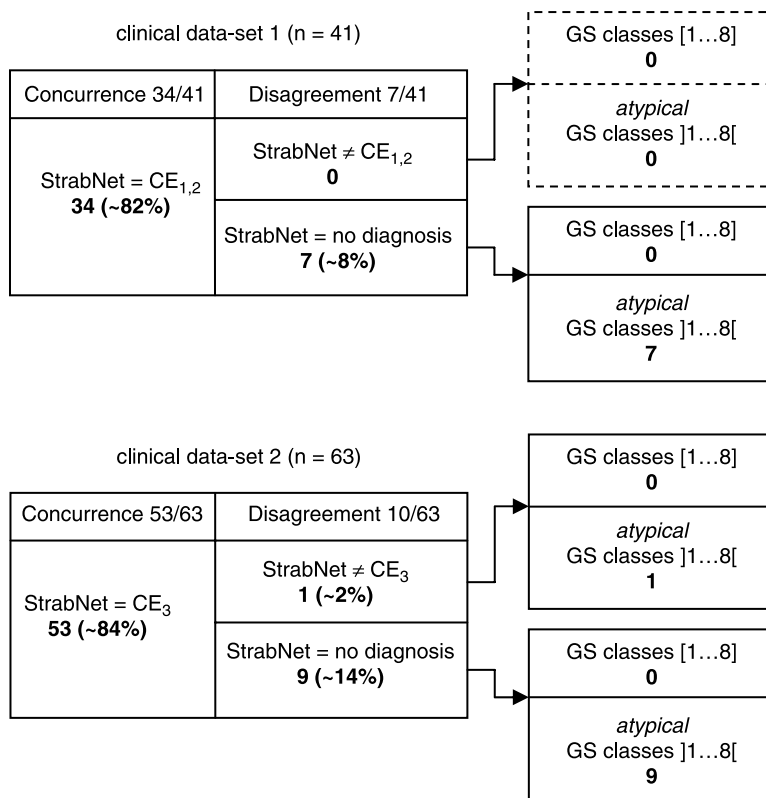 clinical data-set 1 (n = 41)
Concurrence 34/41
Disagreement 7/41
StrabNet = CE1,2
34 (~82%)
StrabNet ≠ CE1,2
0
StrabNet = no diagnosis
7 (~8%)
GS classes [1...8]
0
atypical
GS classes ]1...8[
0
GS classes [1...8]
0
atypical
GS classes ]1...8[
7
clinical data-set 2 (n = 63)
Concurrence 53/63
Disagreement 10/63
StrabNet = CE3
53 (~84%)
StrabNet ≠ CE3
1 (~2%)
StrabNet = no diagnosis
9 (~14%)
GS classes [1...8]
0
atypical
GS classes ]1...8[
1
GS classes [1...8]
0
atypical
GS classes ]1...8[
9